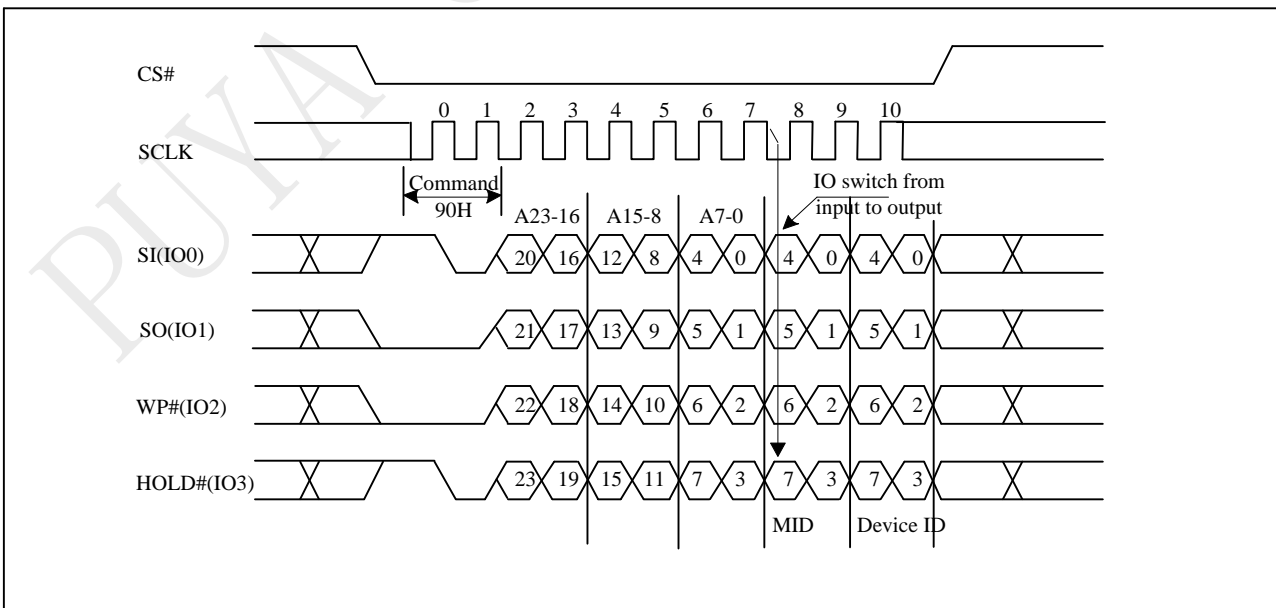 PUYA
CS#
0 1 2 3 4 5 6 7 8 9 10
SCLK
Command
90H
IO switch from
input to output
A23-16 A15-8 A7-0
SI(IO0) 20 16 12 8 4 0 4 0 4 0
SO(IO1) 21 17 13 9 5 1 5 1 5 1
WP#(IO2) 22 18 14 10 6 2 6 2 6 2
HOLD#(IO3) 23 19 15 11 7 3 7 3 7 3
MID Device ID